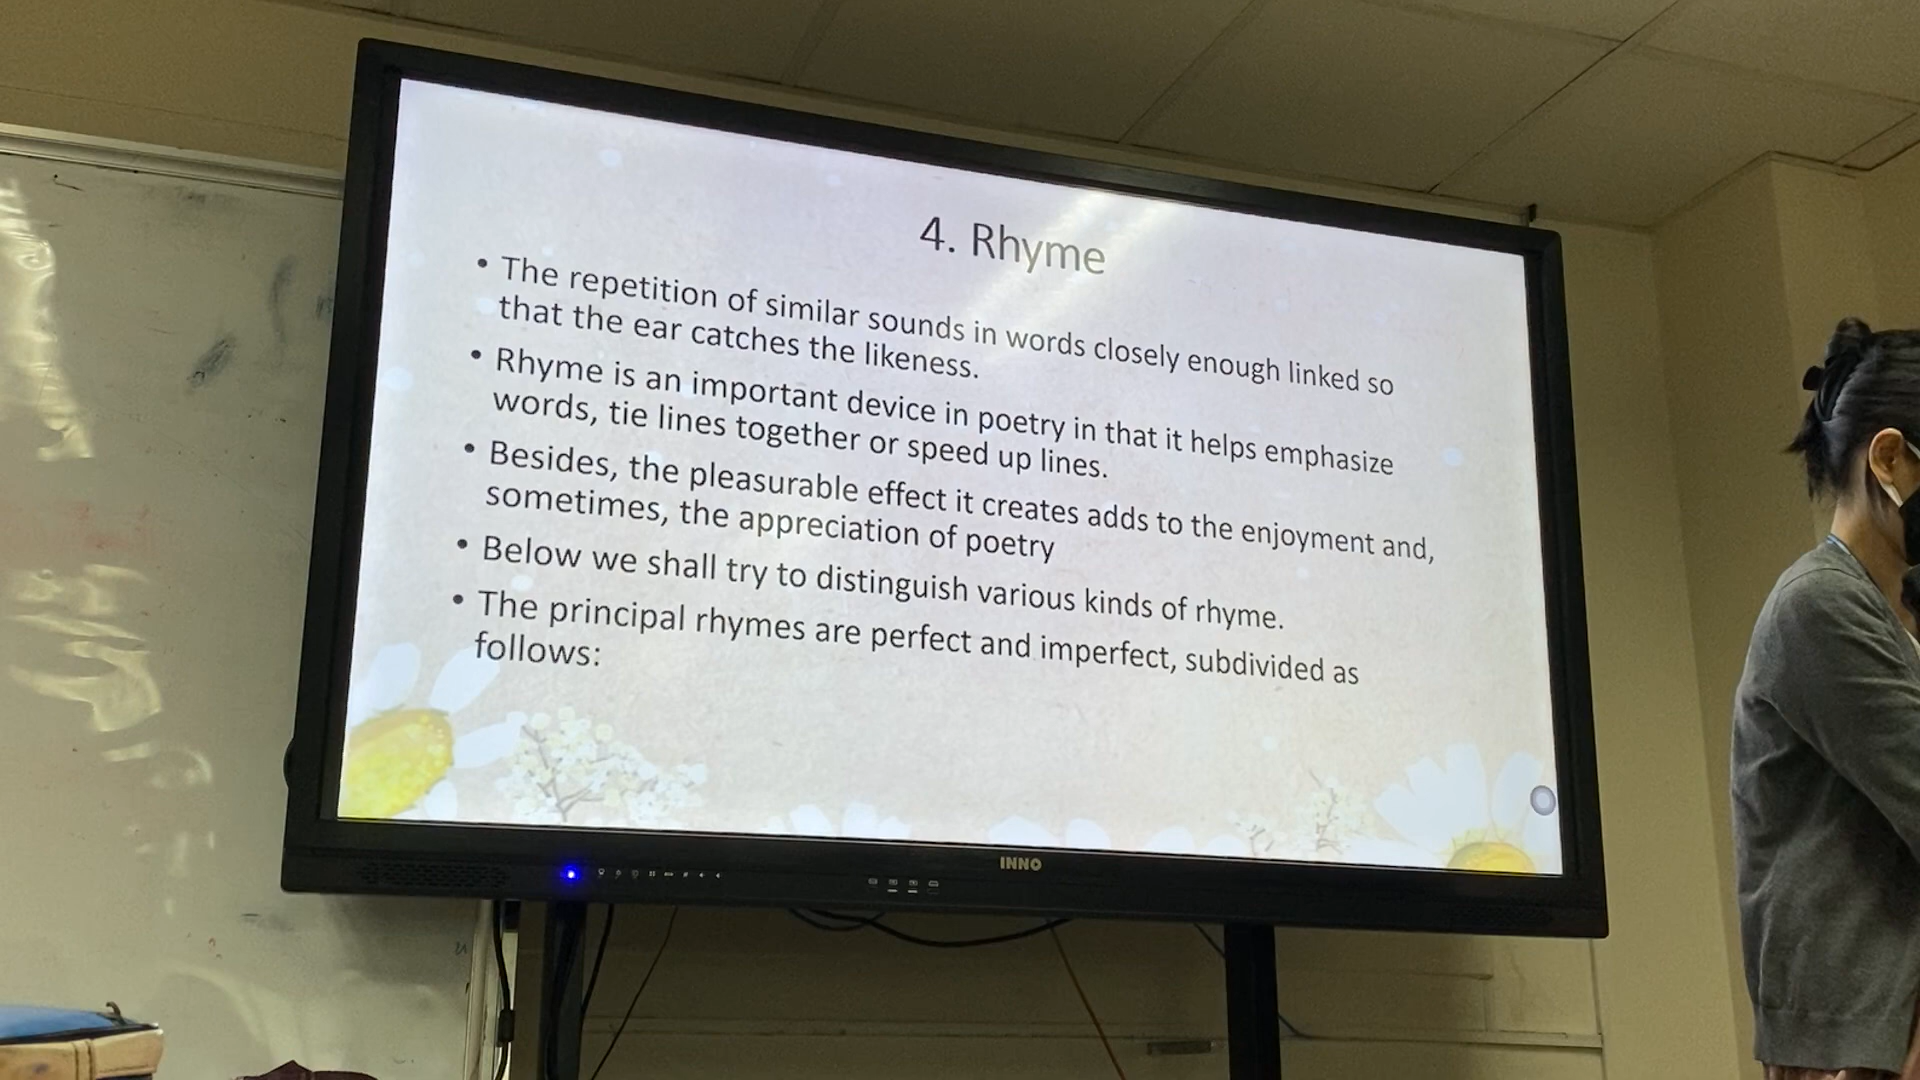 4. Rhyme
• The repetition of similar sounds in words closely enough linked so
that the ear catches the likeness.
• Rhyme is an important device in poetry in that it helps emphasize
words, tie lines together or speed up lines.
• Besides, the pleasurable effect it creates adds to the enjoyment and,
sometimes, the appreciation of poetry
• Below we shall try to distinguish various kinds of rhyme.
• The principal rhymes are perfect and imperfect, subdivided as
follows:
INNO